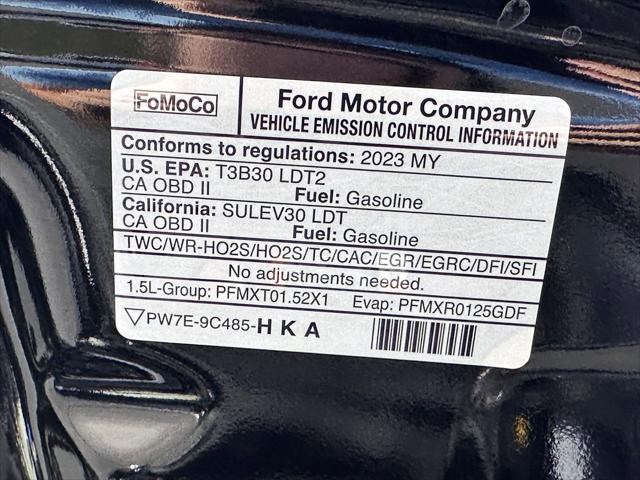 FoMoCo
Ford Motor Company
VEHICLE EMISSION CONTROL INFORMATION
Conforms to regulations: 2023 MY
U.S. EPA: T3B30 LDT2
CA OBD II Fuel: Gasoline
California: SULEV30 LDT
CA OBD II Fuel: Gasoline
TWC/WR-HO2S/HO2S/TC/CAC/EGR/EGRC/DFI/SFI
No adjustments needed.
1.5L-Group: PFMXT01.52X1 Evap: PFMXR0125GDF
▽PW7E-9C485-H K A